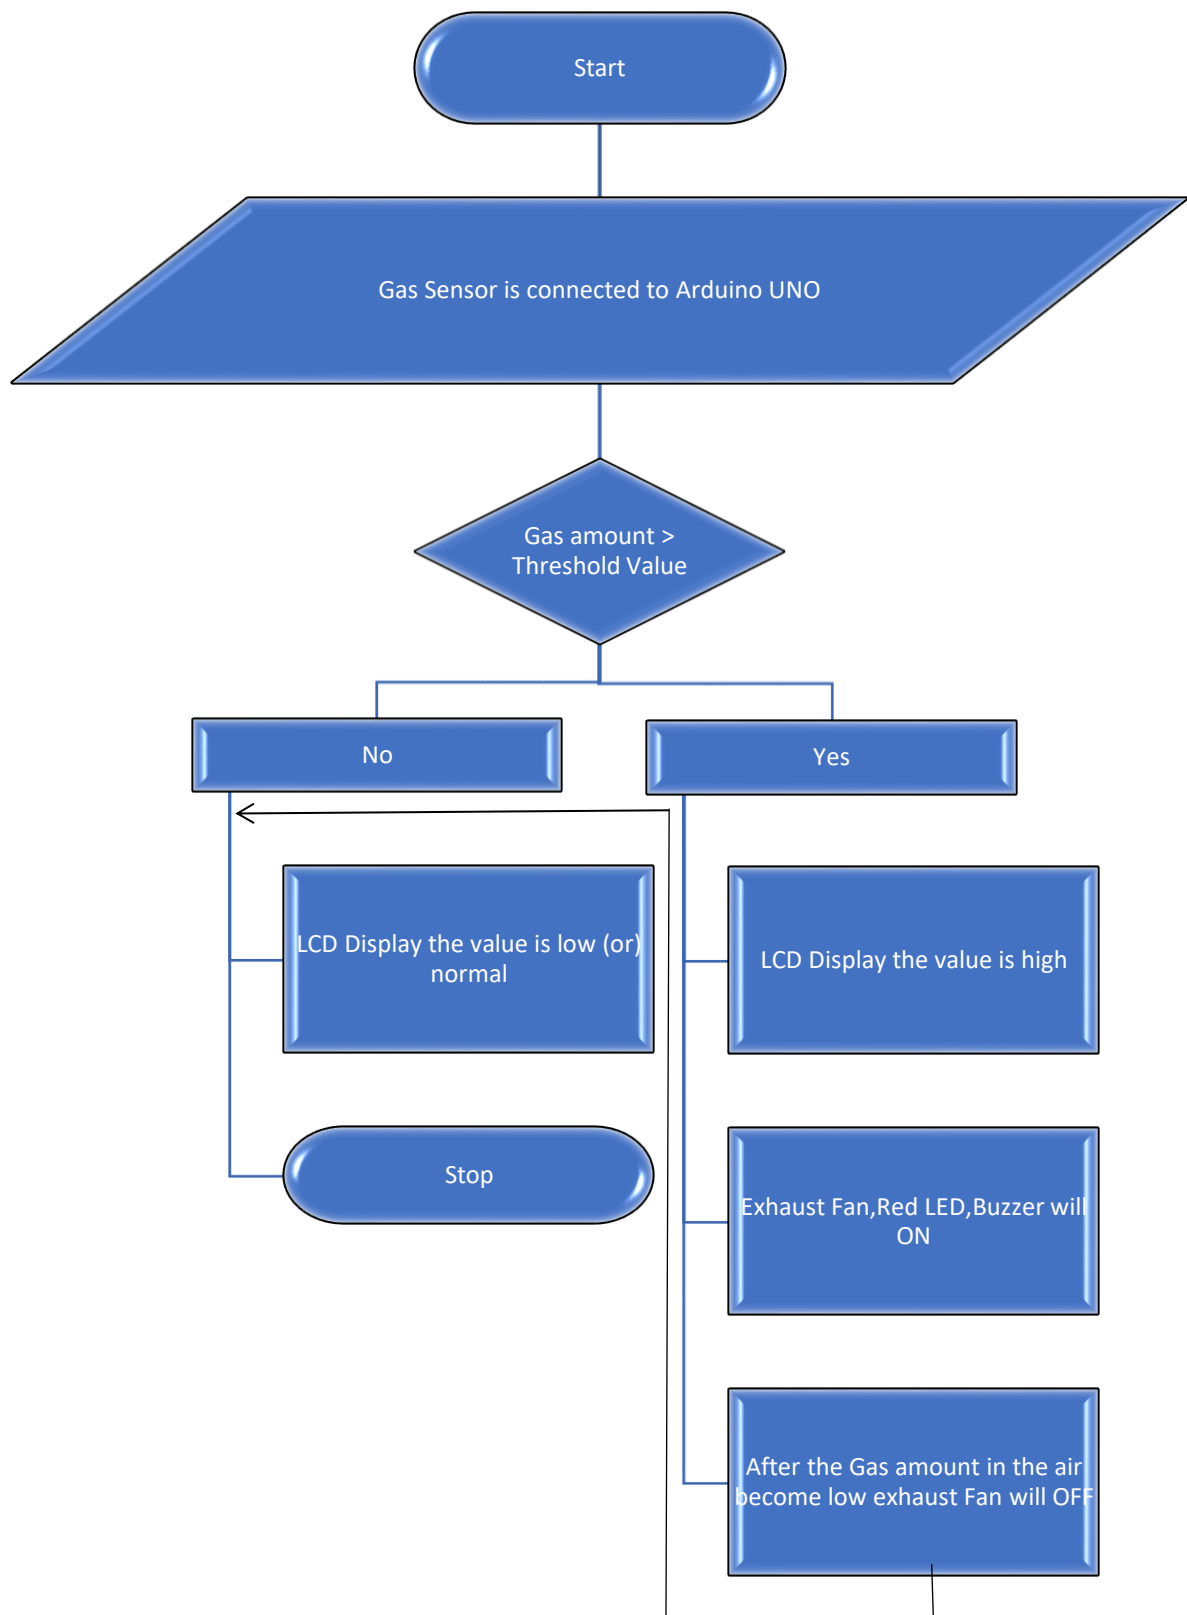 Start
Gas Sensor is connected to Arduino UNO
Gas amount >
Threshold Value
No
Yes
LCD Display the value is low (or)
normal
LCD Display the value is high
Stop
Exhaust Fan,Red LED,Buzzer will
ON
After the Gas amount in the air
become low exhaust Fan will OFF